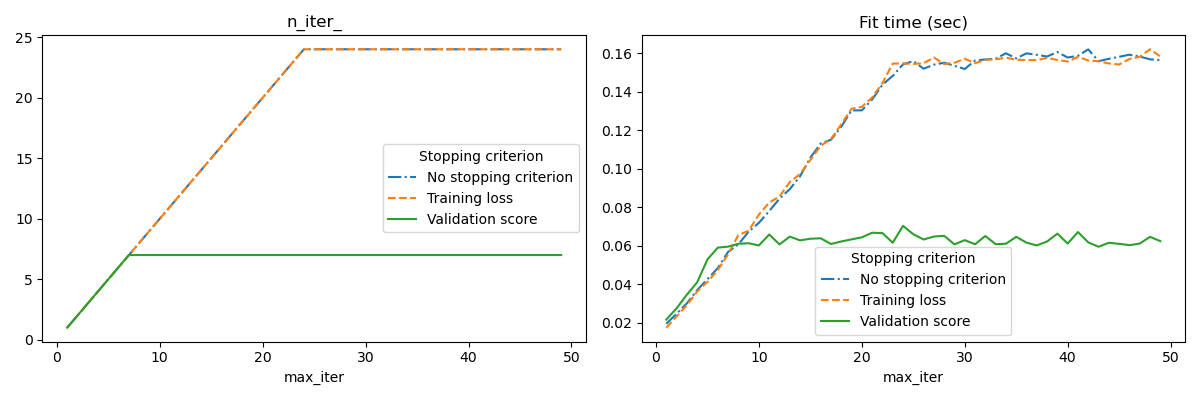 n_iter_
25
20
15
10
5
0
Stopping criterion
No stopping criterion
Training loss
Validation score
0 10 20 30 40 50
max_iter
Fit time (sec)
0.16
0.14
0.12
0.10
0.08
0.06
0.04
0.02
Stopping criterion
No stopping criterion
Training loss
Validation score
0 10 20 30 40 50
max_iter